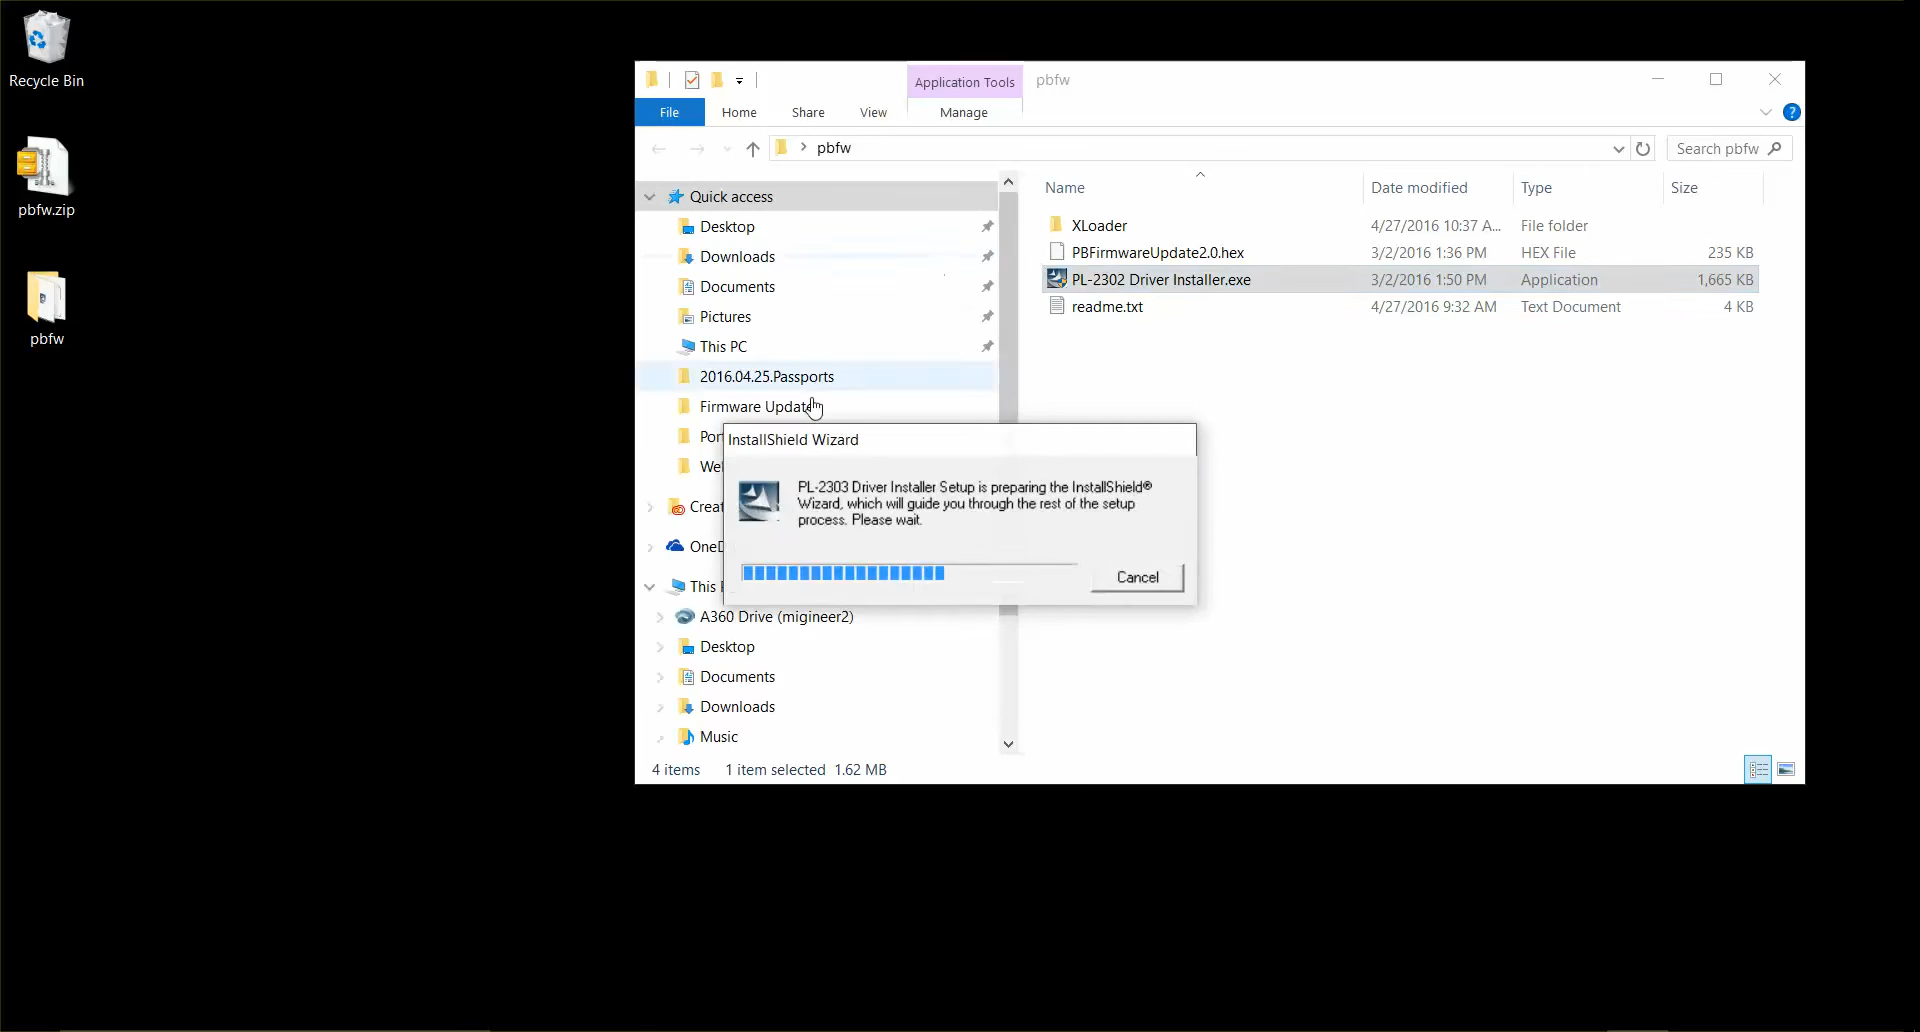 Recycle Bin
pbfw.zip
pbfw
Application Tools
pbfw
File
Home
Share
View
Manage
pbfw
Search pbfw
Quick access
Desktop
Downloads
Documents
Pictures
This PC
2016.04.25.Passports
Firmware Update
Por
We
Creat
OneD
This
A360 Drive (migineer2)
Desktop
Documents
Downloads
Music
Name Date modified Type Size
XLoader 4/27/2016 10:37 A... File folder
PBFirmwareUpdate2.0.hex 3/2/2016 1:36 PM HEX File 235 KB
PL-2302 Driver Installer.exe 3/2/2016 1:50 PM Application 1,665 KB
readme.txt 4/27/2016 9:32 AM Text Document 4 KB
InstallShield Wizard
PL-2303 Driver Installer Setup is preparing the InstallShield®
Wizard, which will guide you through the rest of the setup
process. Please wait.
Cancel
4 items 1 item selected 1.62 MB